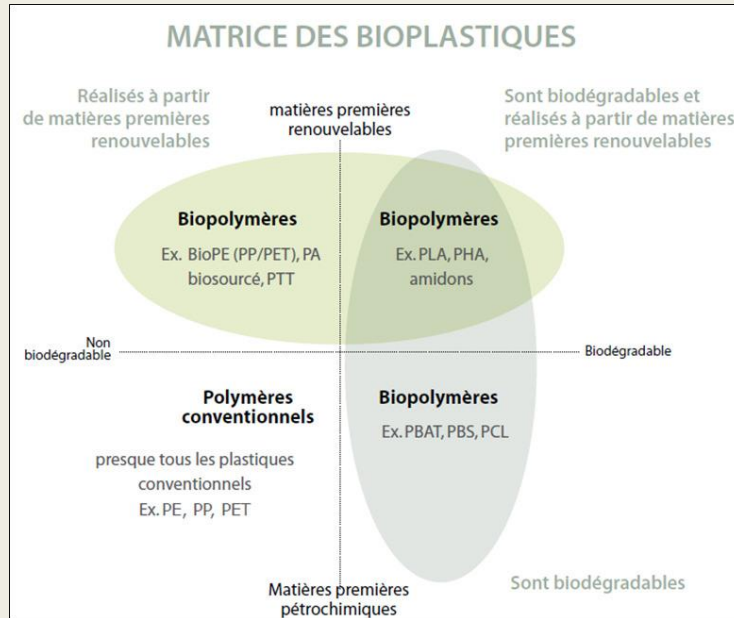 MATRICE DES BIOPLASTIQUES
Réalisés à partir
de matières premières
renouvelables
matières premières
renouvelables
Sont biodégradables et
réalisés à partir de matières
premières renouvelables
Biopolymères
Ex. BioPE (PP/PET), PA
biosourcé, PTT
Biopolymères
Ex. PLA, PHA,
amidons
Non
biodégradable
Biodégradable
Polymères
conventionnels
presque tous les plastiques
conventionnels
Ex. PE, PP, PET
Biopolymères
Ex. PBAT, PBS, PCL
Matières premières
pétrochimiques
Sont biodégradables